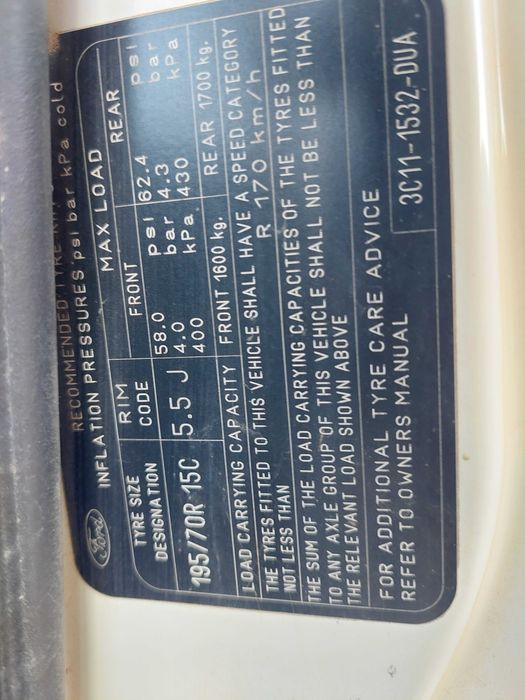 RECOMMENDED TYRE
INFLATION PRESSURES psi bar kPa cold
Ford
MAX LOAD
TYRE SIZE DESIGNATION
RIM CODE
FRONT
REAR
195/70R 15C
5.5 J
58.0 psi
62.4 psi
4.0 bar
4.3 bar
400 kPa
430 kPa
LOAD CARRYING CAPACITY FRONT 1600 kg. REAR 1700 kg.
THE TYRES FITTED TO THIS VEHICLE SHALL HAVE A SPEED CATEGORY
NOT LESS THAN R 170 km/h
THE SUM OF THE LOAD CARRYING CAPACITIES OF THE TYRES FITTED
TO ANY AXLE GROUP OF THIS VEHICLE SHALL NOT BE LESS THAN
THE RELEVANT LOAD SHOWN ABOVE
FOR ADDITIONAL TYRE CARE ADVICE
REFER TO OWNERS MANUAL
3C11-1532-DUA